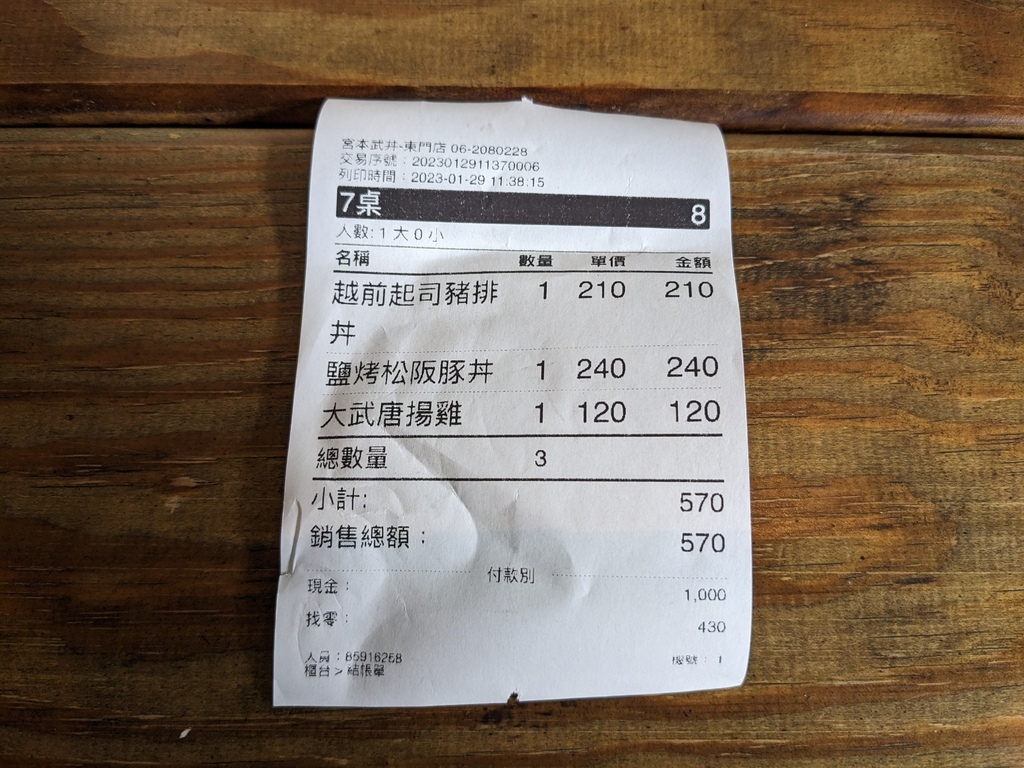 宮本武丼-東門店 06-2080228
交易序號：2023012911370006
列印時間：2023-01-29 11:38:15
7桌 8
人數: 1 大 0 小
名稱 數量 單價 金額
越前起司豬排 1 210 210
丼
鹽烤松阪豚丼 1 240 240
大武唐揚雞 1 120 120
總數量 3
小計: 570
銷售總額： 570
付款別
現金： 1,000
找零： 430
人員：85916258 機號： 1
櫃台 > 結帳單